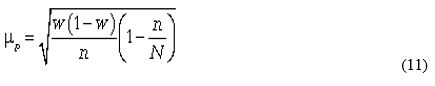 μ_p = √( w(1−w)/n (1 − n/N) ) (11)